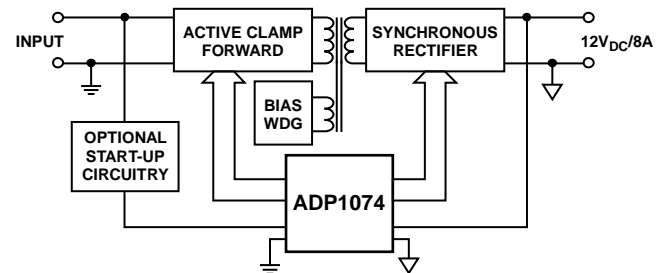 INPUT
ACTIVE CLAMP
FORWARD
SYNCHRONOUS
RECTIFIER
12VDC/8A
BIAS
WDG
OPTIONAL
START-UP
CIRCUITRY
ADP1074